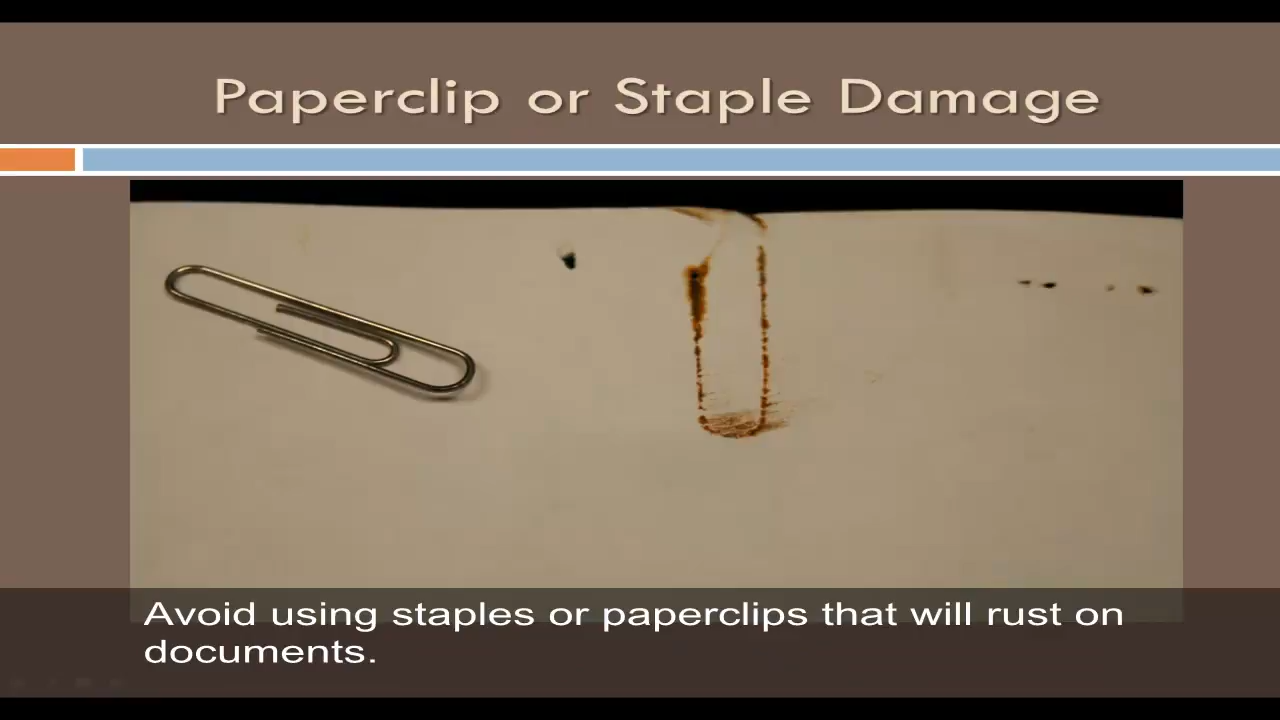 Paperclip or Staple Damage
Avoid using staples or paperclips that will rust on
documents.